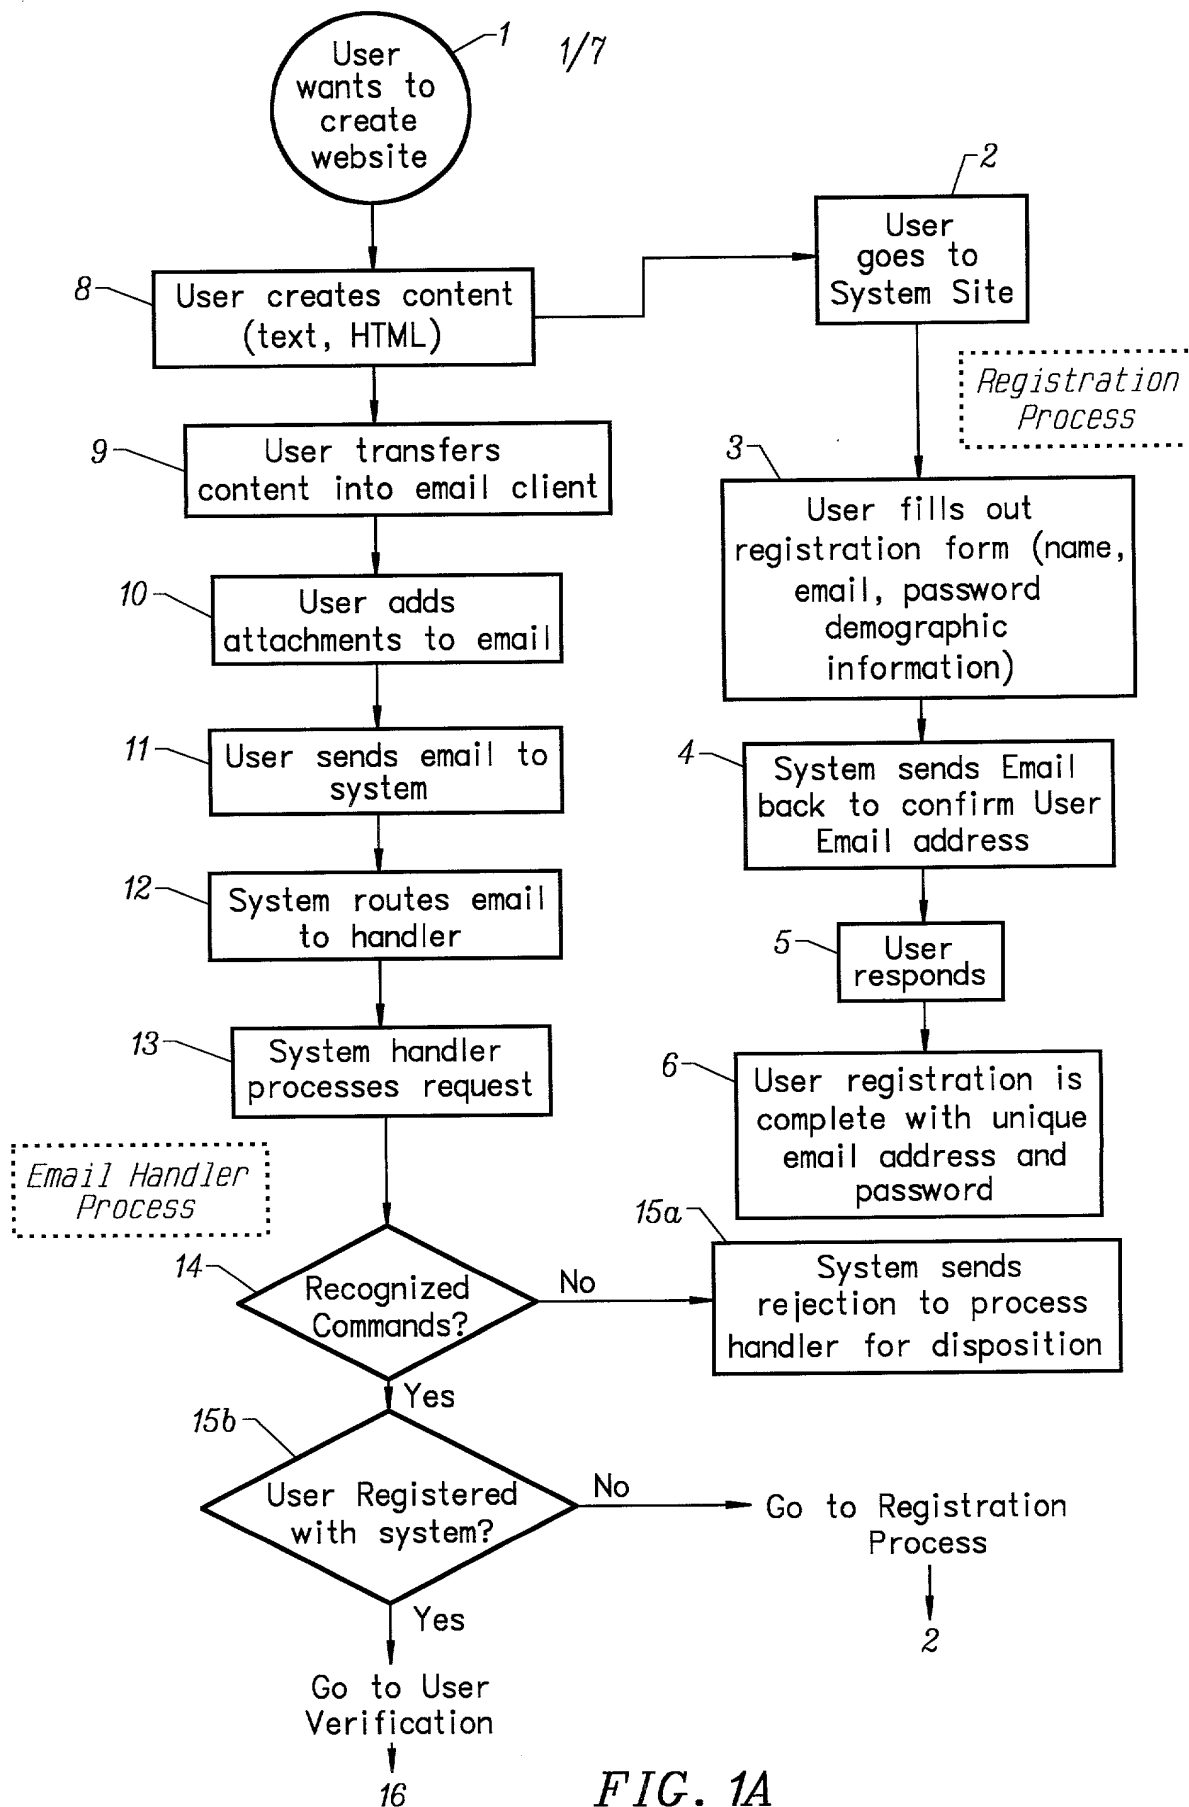 1
1/7
User
wants to
create
website
2
User
goes to
System Site
8
User creates content
(text, HTML)
Registration
Process
9
User transfers
content into email client
3
User fills out
registration form (name,
email, password
demographic
information)
10
User adds
attachments to email
11
User sends email to
system
4
System sends Email
back to confirm User
Email address
12
System routes email
to handler
5
User
responds
13
System handler
processes request
6
User registration is
complete with unique
email address and
password
Email Handler
Process
14
Recognized
Commands?
No
15a
System sends
rejection to process
handler for disposition
Yes
15b
User Registered
with system?
No
Go to Registration
Process
2
Yes
Go to User
Verification
16
FIG. 1A